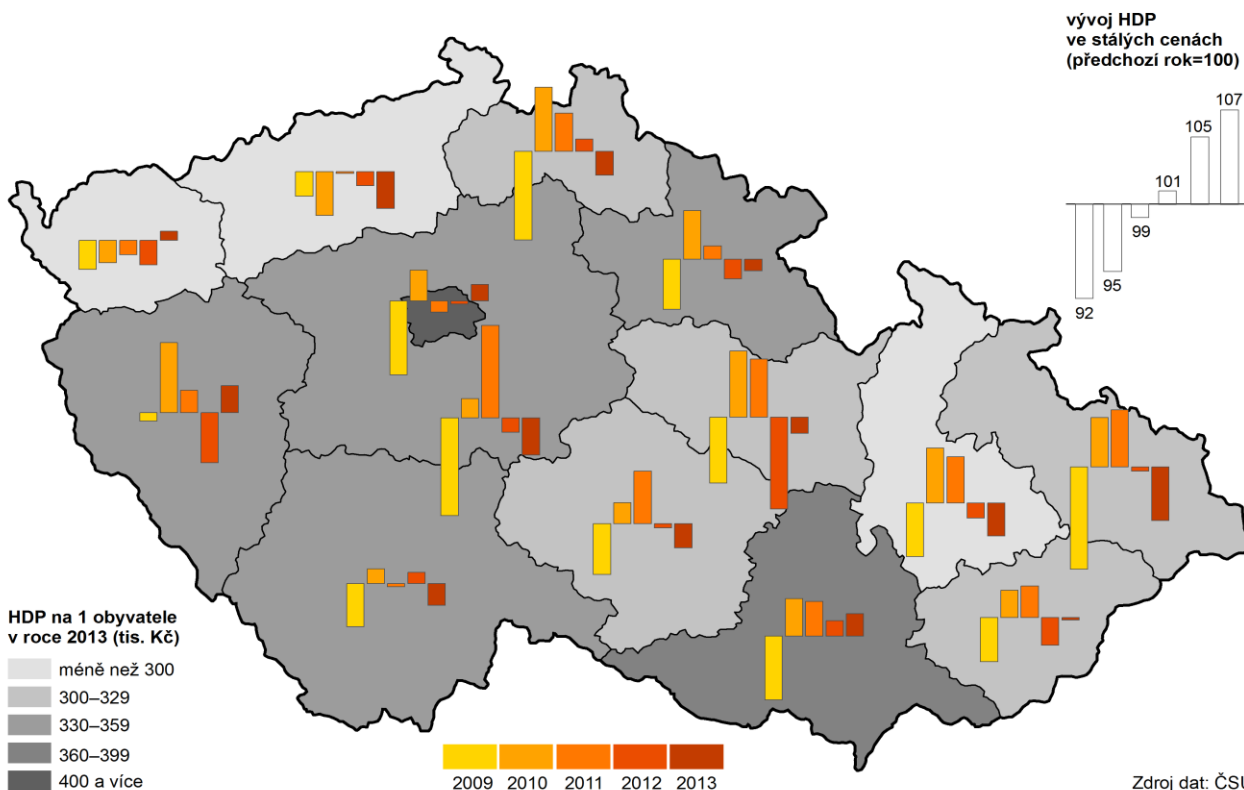 vývoj HDP
ve stálých cenách
(předchozí rok=100)
107
105
101
99
95
92
HDP na 1 obyvatele
v roce 2013 (tis. Kč)
méně než 300
300–329
330–359
360–399
400 a více
2009 2010 2011 2012 2013
Zdroj dat: ČSÚ